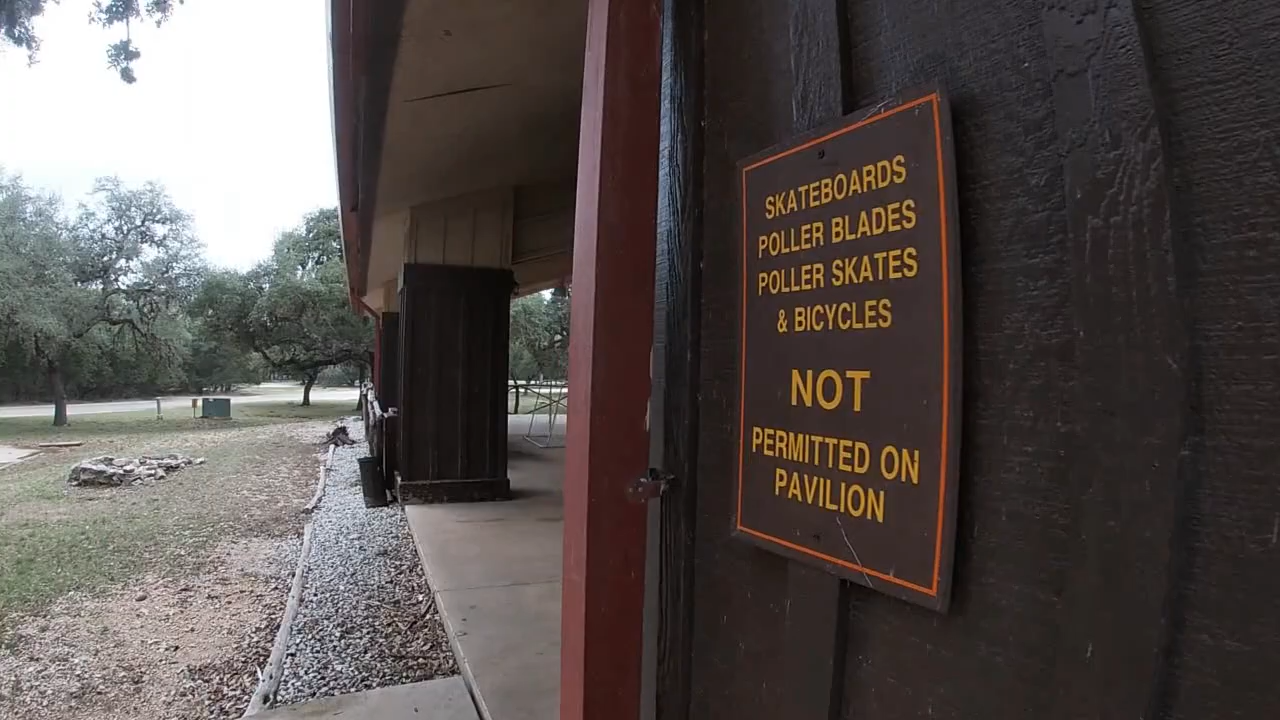 SKATEBOARDS
POLLER BLADES
POLLER SKATES
& BICYCLES
NOT
PERMITTED ON
PAVILION